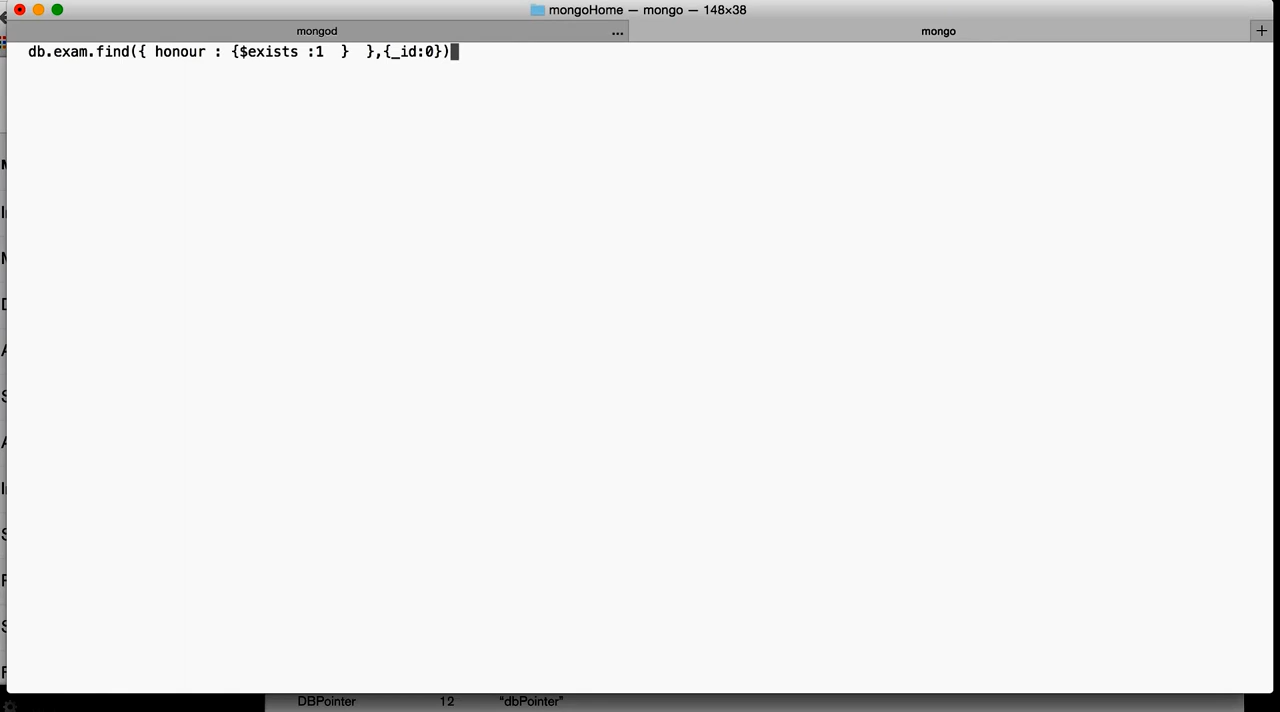 mongoHome — mongo — 148×38
mongod
...
mongo
+
db.exam.find({ honour : {$exists :1  }  },{_id:0})
DBPointer 12 “dbPointer”